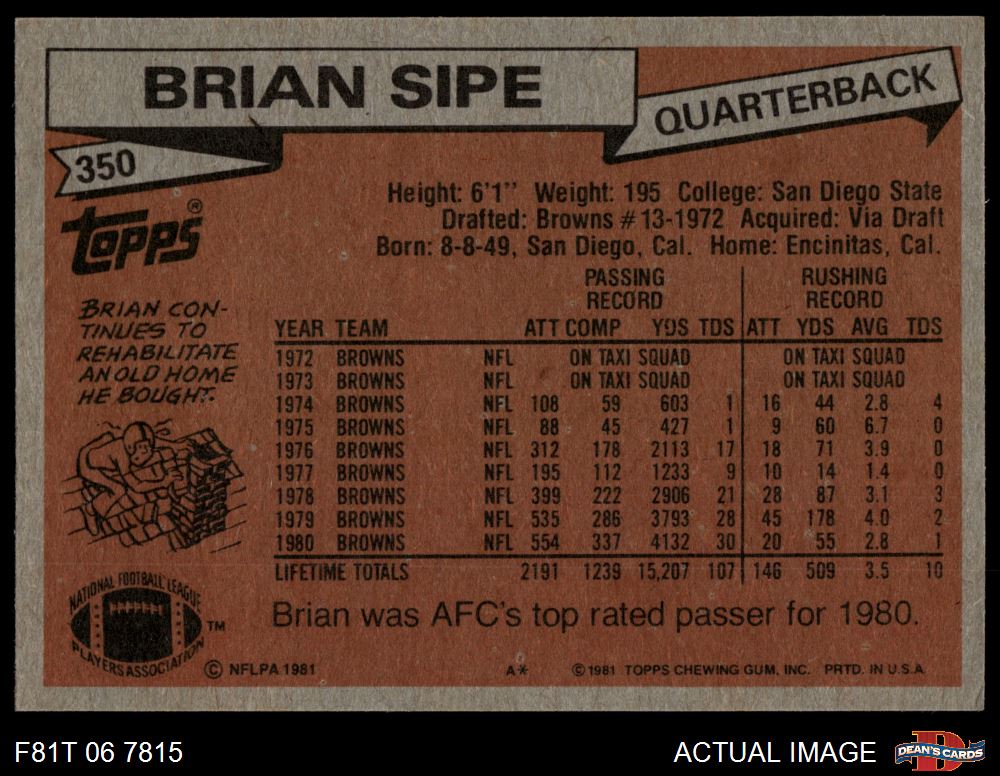 BRIAN SIPE
QUARTERBACK
350
Topps®
Height: 6'1" Weight: 195 College: San Diego State
Drafted: Browns #13-1972 Acquired: Via Draft
Born: 8-8-49, San Diego, Cal. Home: Encinitas, Cal.
BRIAN CON-
TINUES TO
REHABILITATE
AN OLD HOME
HE BOUGHT.
PASSING RECORD RUSHING RECORD
YEAR TEAM ATT COMP YDS TDS ATT YDS AVG TDS
1972 BROWNS NFL ON TAXI SQUAD ON TAXI SQUAD
1973 BROWNS NFL ON TAXI SQUAD ON TAXI SQUAD
1974 BROWNS NFL 108 59 603 1 16 44 2.8 4
1975 BROWNS NFL 88 45 427 1 9 60 6.7 0
1976 BROWNS NFL 312 178 2113 17 18 71 3.9 0
1977 BROWNS NFL 195 112 1233 9 10 14 1.4 0
1978 BROWNS NFL 399 222 2906 21 28 87 3.1 3
1979 BROWNS NFL 535 286 3793 28 45 178 4.0 2
1980 BROWNS NFL 554 337 4132 30 20 55 2.8 1
LIFETIME TOTALS 2191 1239 15,207 107 146 509 3.5 10
Brian was AFC's top rated passer for 1980.
NATIONAL FOOTBALL LEAGUE
PLAYERS ASSOCIATION
TM
© NFLPA 1981 A* © 1981 TOPPS CHEWING GUM, INC. PRTD. IN U.S.A.
F81T 06 7815
ACTUAL IMAGE
DEAN'S CARDS